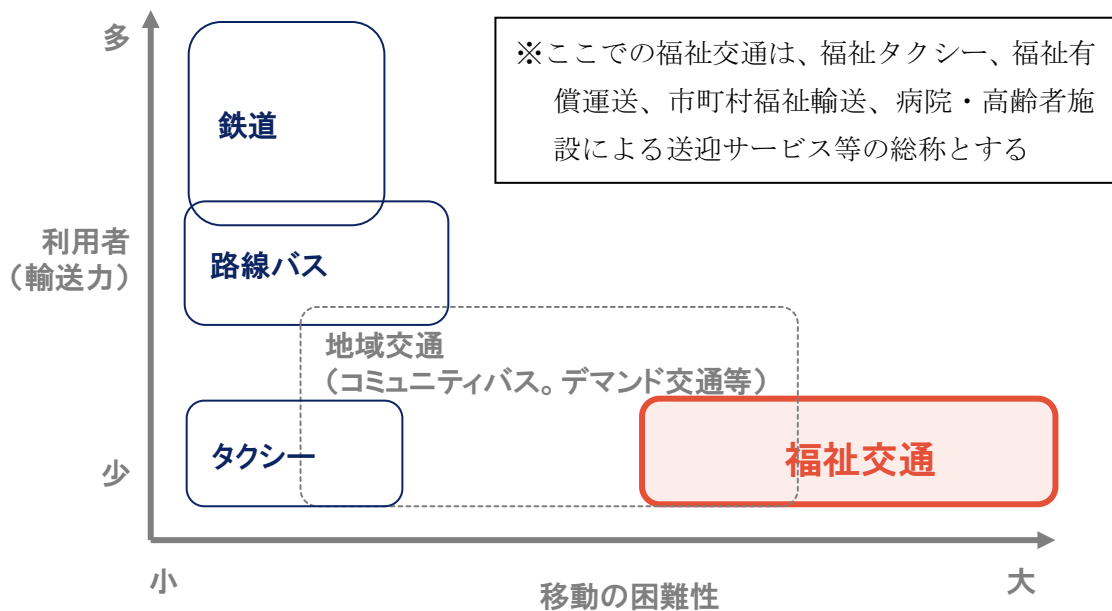 多
※ここでの福祉交通は、福祉タクシー、福祉有
償運送、市町村福祉輸送、病院・高齢者施
設による送迎サービス等の総称とする
鉄道
利用者
（輸送力）
路線バス
地域交通
（コミュニティバス。デマンド交通等）
タクシー
福祉交通
少
小
移動の困難性
大